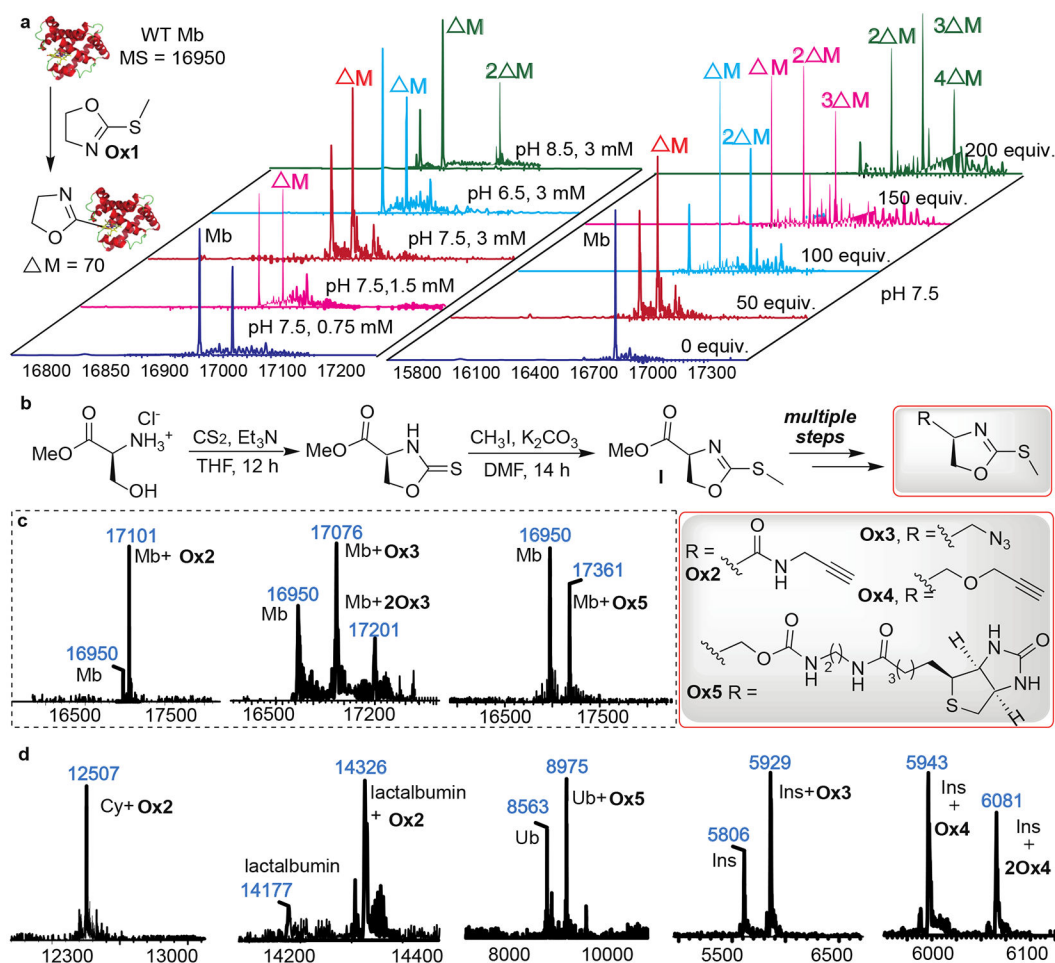 a
WT Mb
MS = 16950
O
S
N Ox1
N
O
△M = 70
△M
2△M
pH 8.5, 3 mM
△M
△M
pH 6.5, 3 mM
△M
pH 7.5, 3 mM
Mb
pH 7.5,1.5 mM
pH 7.5, 0.75 mM
16800 16850 16900 17000 17100 17200
2△M
3△M
4△M
200 equiv.
△M
2△M
3△M
150 equiv.
△M
2△M
100 equiv.
△M
Mb
50 equiv.
pH 7.5
0 equiv.
15800 16100 16400 16700 17000 17300
b
O Cl-
MeO NH3+
OH
CS2, Et3N
THF, 12 h
O
MeO H N
S
O
CH3I, K2CO3
DMF, 14 h
O
MeO N
S
I O
multiple
steps
R N
S
O
c
17101
Mb+ Ox2
16950
Mb
16500 17500
17076
Mb+Ox3
16950
Mb
Mb+2Ox3
17201
16500 17200
16950
Mb
17361
Mb+Ox5
16500 17500
R = O
Ox2 N H
Ox3, R = N3
Ox4, R = O
O
O N H 2 N H O 3 H HN O
NH
S H
Ox5 R =
d
12507
Cy+Ox2
12300 13000
14326
lactalbumin
+ Ox2
lactalbumin
14177
14200 14400
8975
Ub+Ox5
8563
Ub
8000 10000
5929
Ins+Ox3
5806
Ins
5500 6500
5943
Ins
+
Ox4
6081
Ins
+
2Ox4
6000 6100